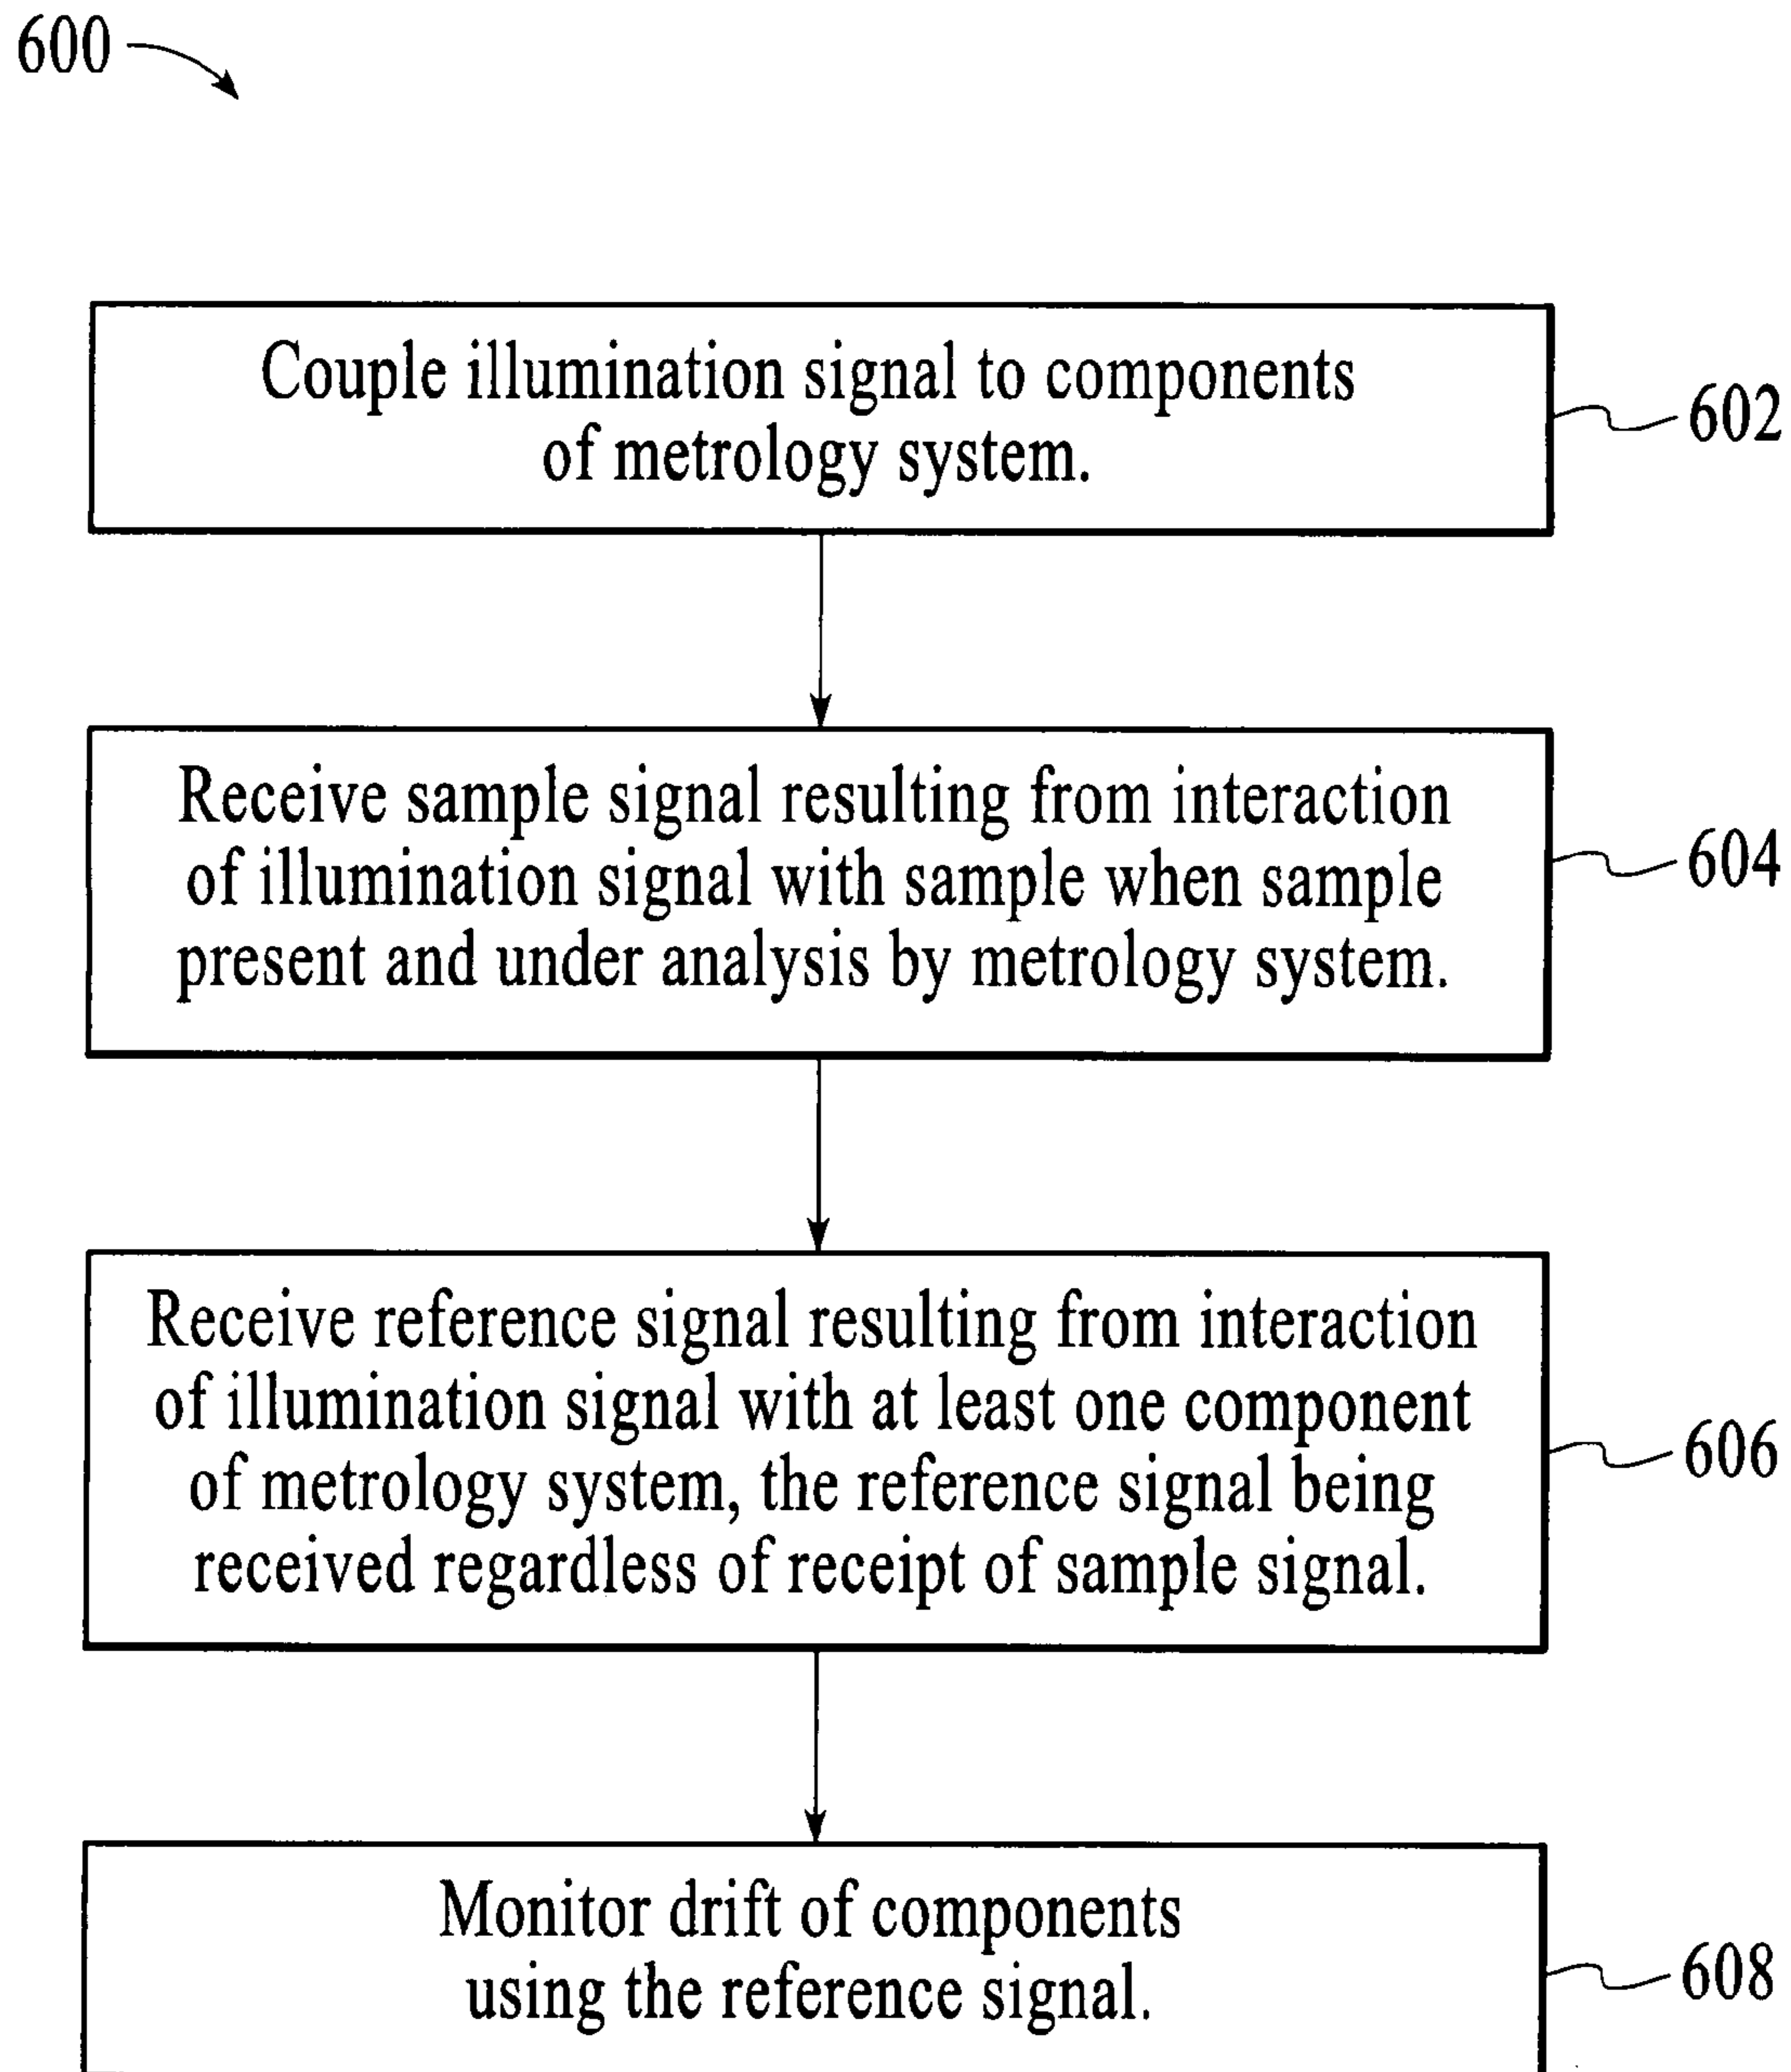 600
Couple illumination signal to components
of metrology system.
602
Receive sample signal resulting from interaction
of illumination signal with sample when sample
present and under analysis by metrology system.
604
Receive reference signal resulting from interaction
of illumination signal with at least one component
of metrology system, the reference signal being
received regardless of receipt of sample signal.
606
Monitor drift of components
using the reference signal.
608